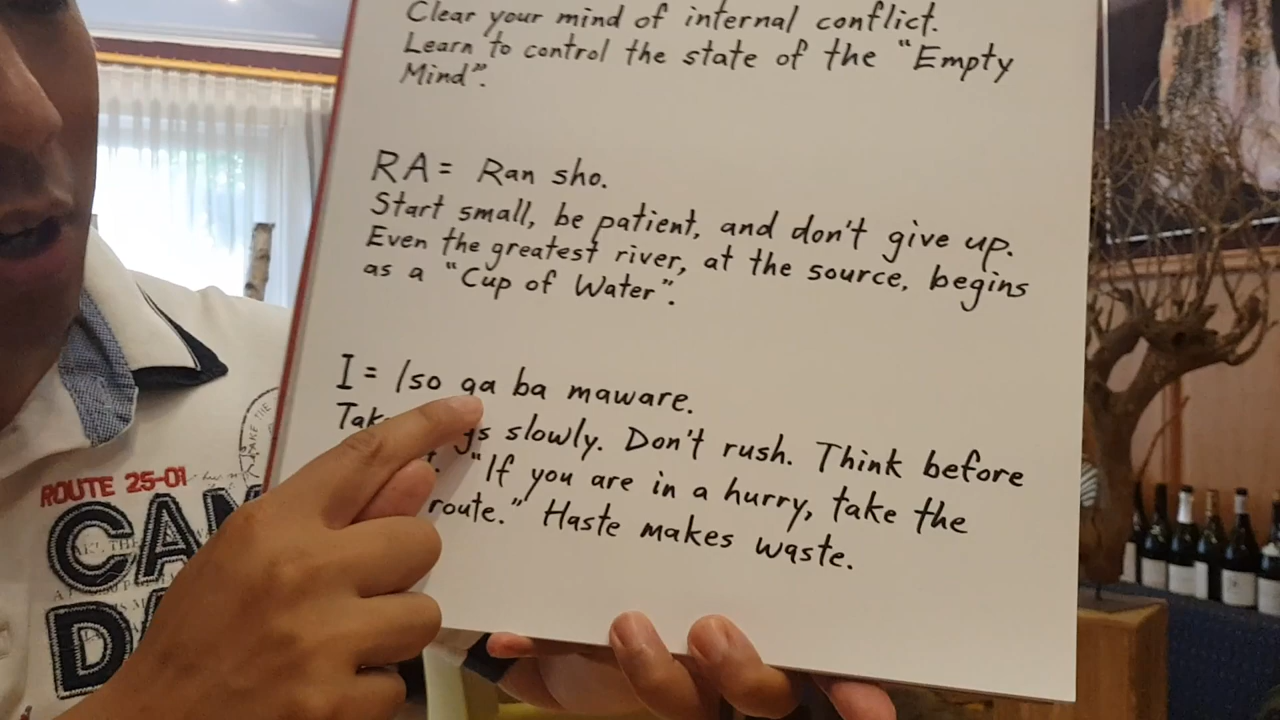 Clear your mind of internal conflict.
Learn to control the state of the "Empty
Mind".
RA = Ran sho.
Start small, be patient, and don't give up.
Even the greatest river, at the source, begins
as a "Cup of Water".
I = Iso ga ba maware.
slowly. Don't rush. Think before
"If you are in a hurry, take the
route." Haste makes waste.
ROUTE 25-01